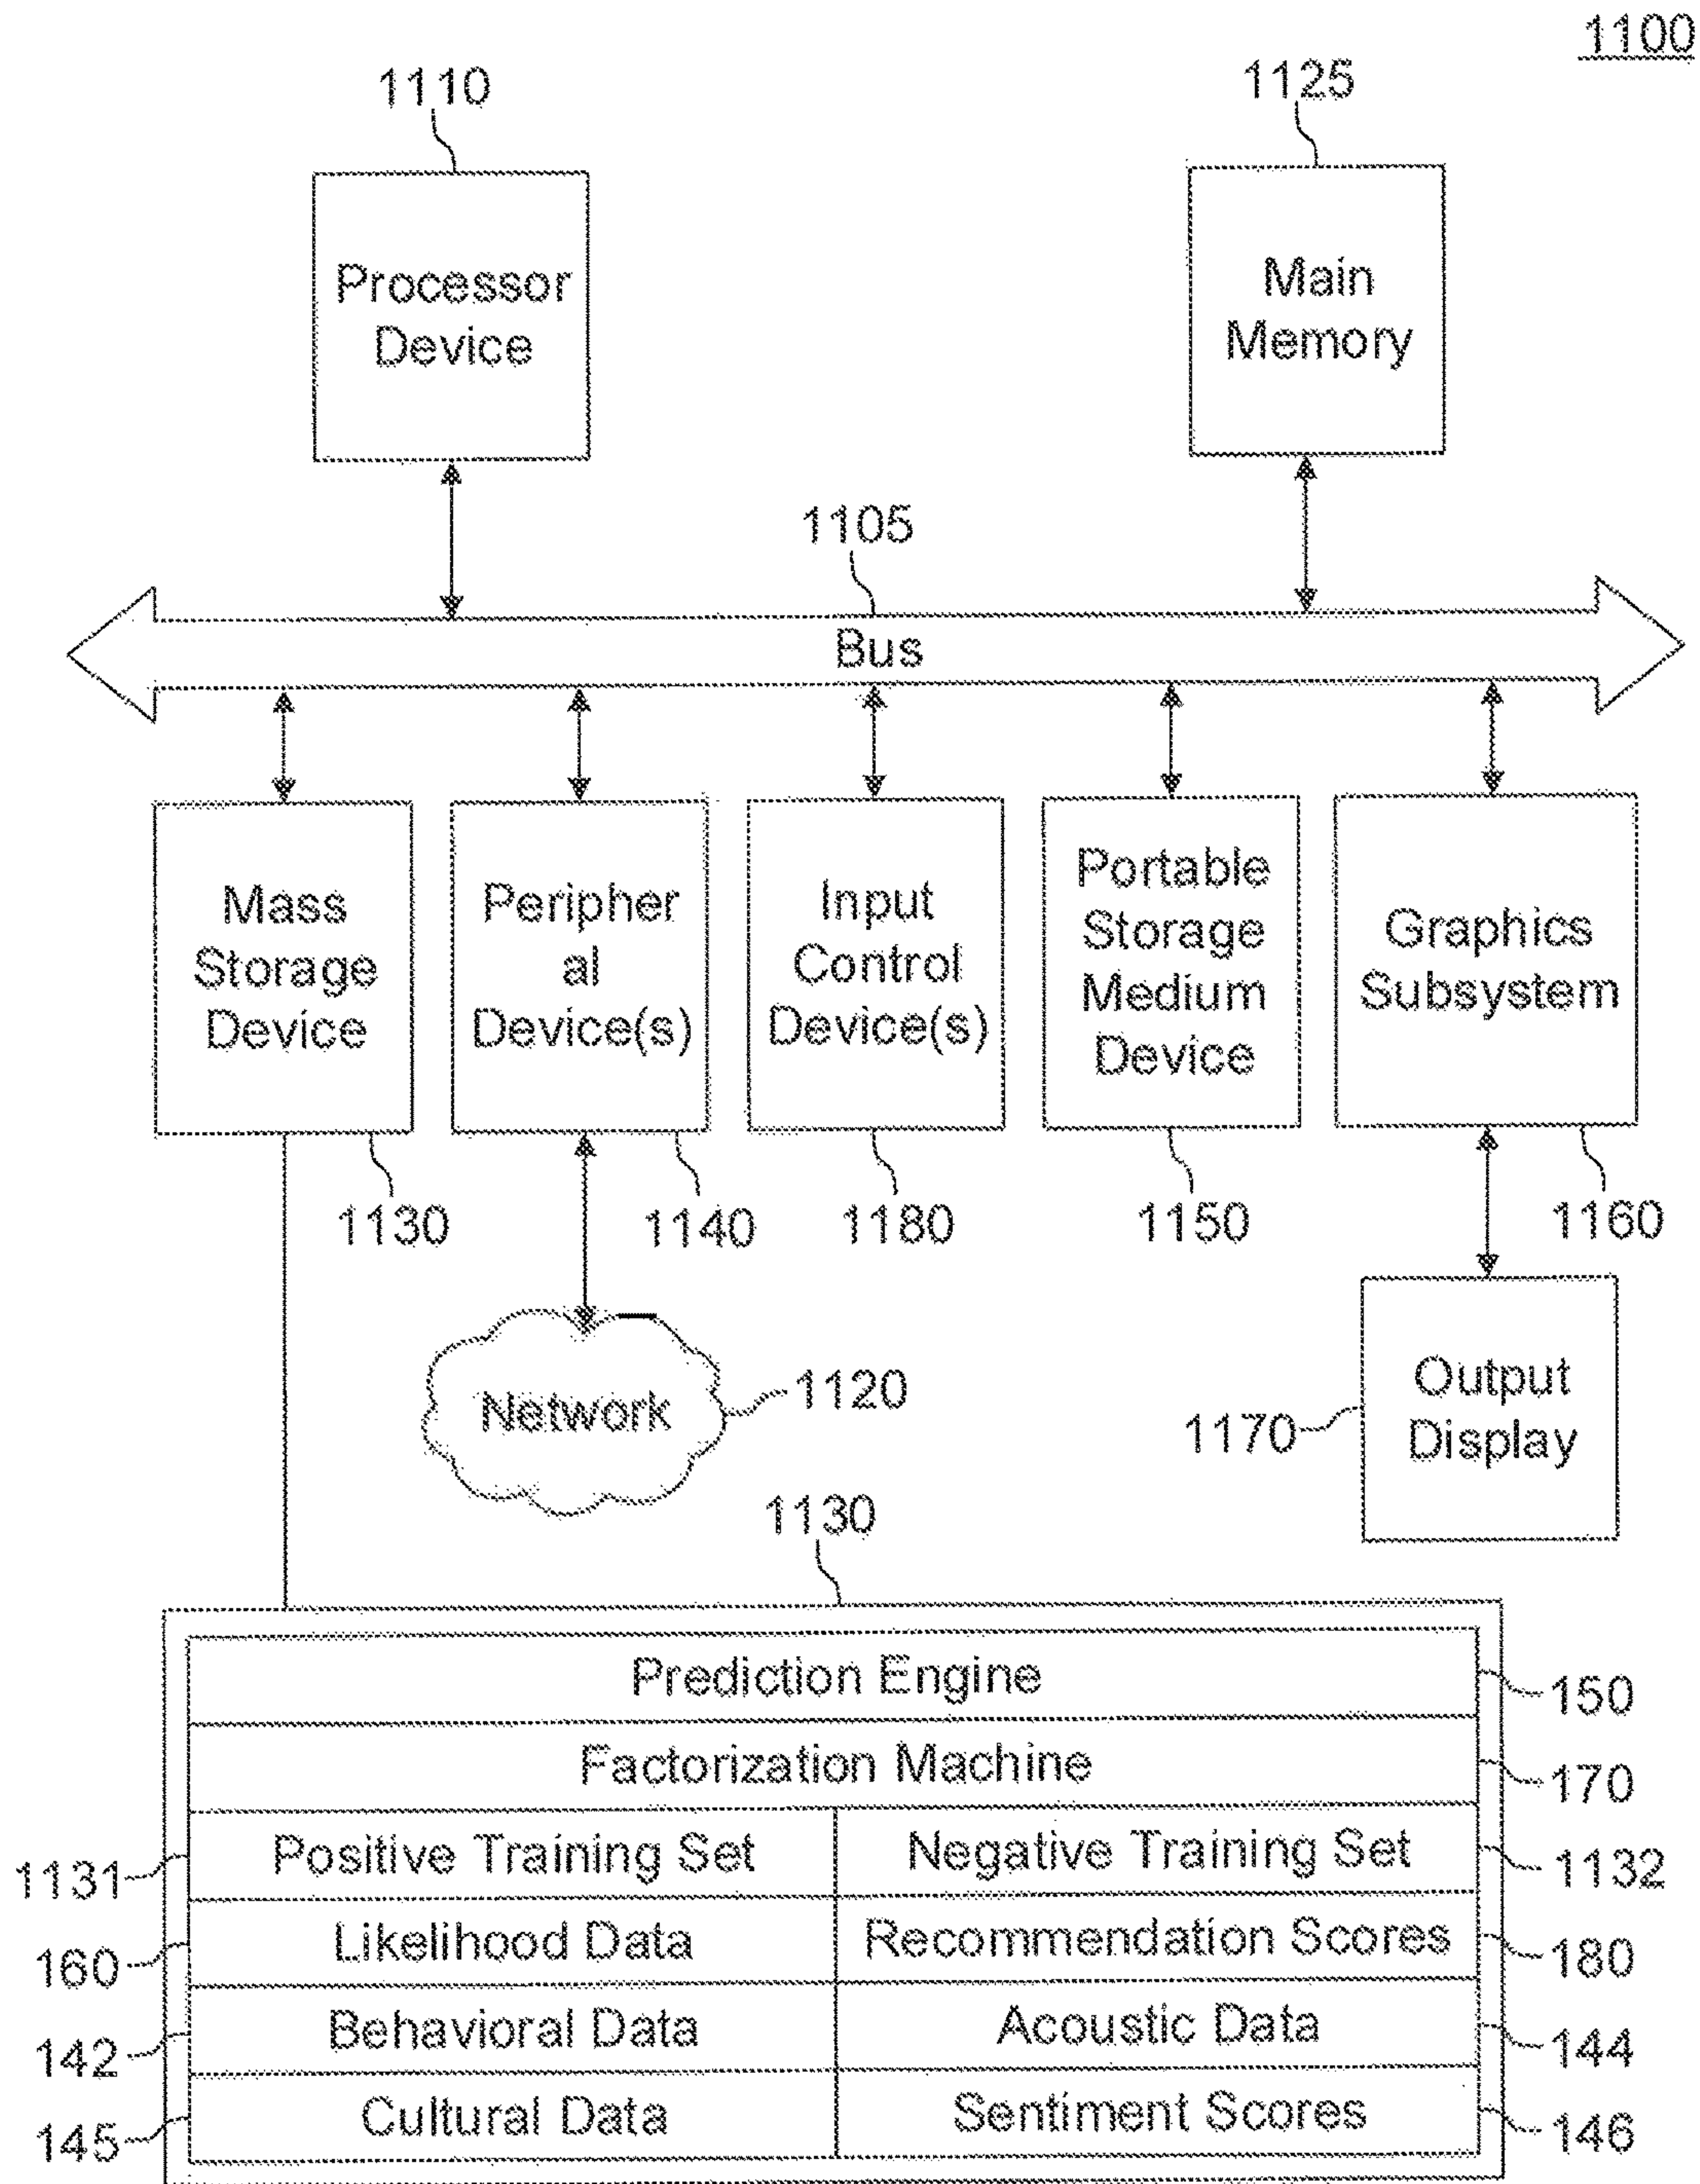 1100
1110
1125
Processor
Device
Main
Memory
1105
Bus
Mass
Storage
Device
Peripher
al
Device(s)
Input
Control
Device(s)
Portable
Storage
Medium
Device
Graphics
Subsystem
1130
1140
1180
1150
1160
Network
1120
1170
Output
Display
1130
Prediction Engine
150
Factorization Machine
170
1131
Positive Training Set
Negative Training Set
1132
160
Likelihood Data
Recommendation Scores
180
142
Behavioral Data
Acoustic Data
144
145
Cultural Data
Sentiment Scores
146